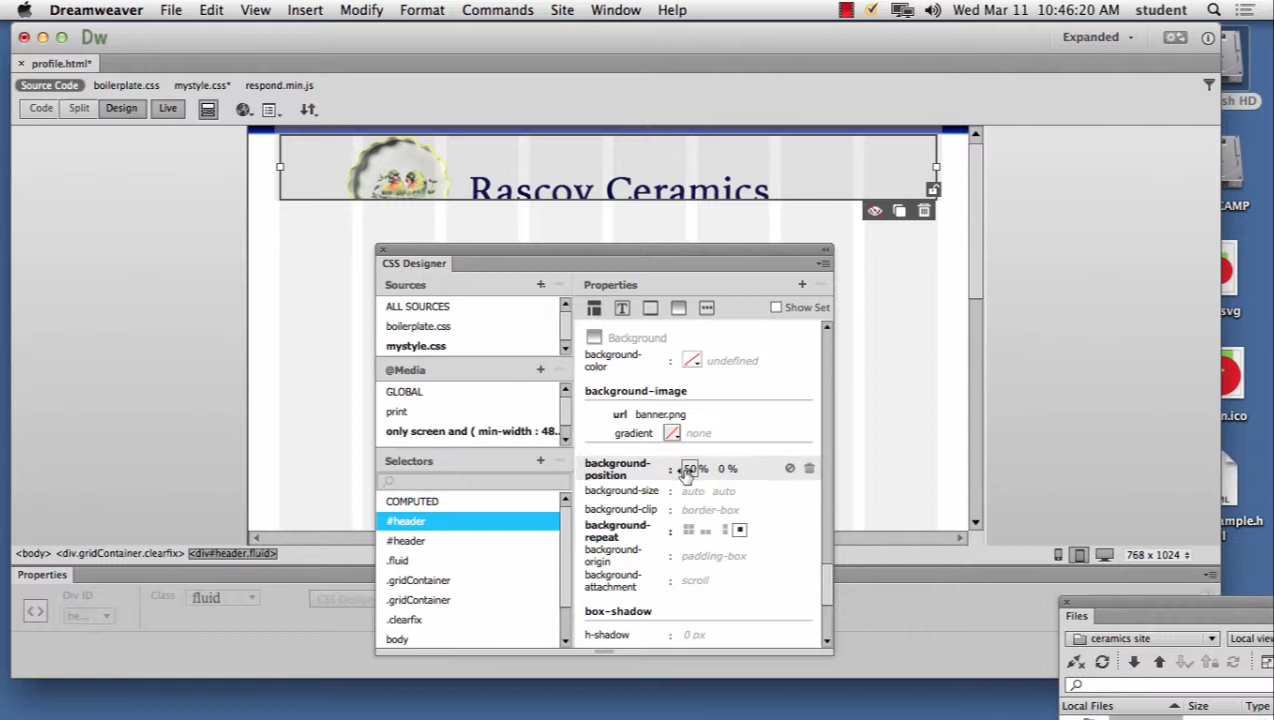 Dreamweaver File Edit View Insert Modify Format Commands Site Window Help Wed Mar 11 10:46:20 AM student
Dw Expanded
× profile.html*
Source Code boilerplate.css mystyle.css* respond.min.js
Code Split Design Live
sh HD
Rascov Ceramics
CAMP
CSS Designer
Sources + −
ALL SOURCES
boilerplate.css
mystyle.css
@Media + −
GLOBAL
print
only screen and ( min-width : 48..
Selectors + −
COMPUTED
#header
#header
.fluid
.gridContainer
.gridContainer
.clearfix
body
Properties + −
Show Set
Background
background-
color : undefined
background-image
url banner.png
gradient none
background-
position : 50 % 0 %
background-size : auto auto
background-clip : border-box
background-
repeat :
background-
origin : padding-box
background-
attachment : scroll
box-shadow
h-shadow : 0 px
svg
n.ico
ML
ample.h
l
<body> <div.gridContainer.clearfix> <div#header.fluid> 768 x 1024
Properties
Div ID Class fluid CSS Designer
he...
Files
ceramics site Local view
Local Files Size Type